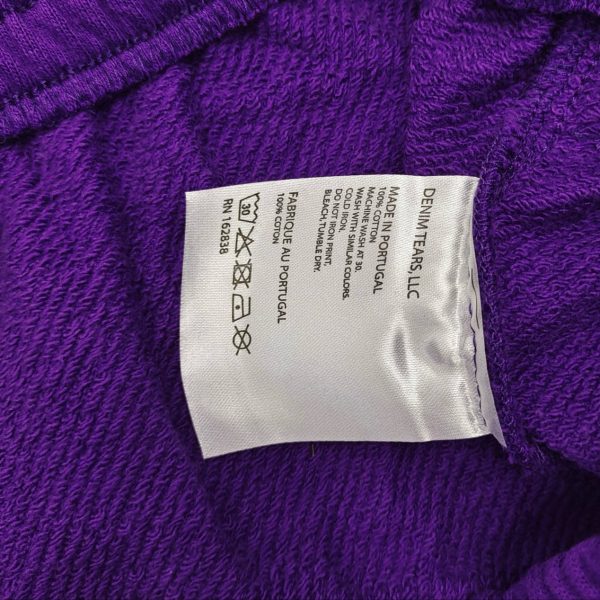 DENIM TEARS, LLC
MADE IN PORTUGAL
100% COTTON
MACHINE WASH AT 30.
WASH WITH SIMILAR COLORS.
COLD IRON.
DO NOT IRON PRINT.
BLEACH TUMBLE DRY.
FABRIQUE AU PORTUGAL
100% COTON
30
RN 162838